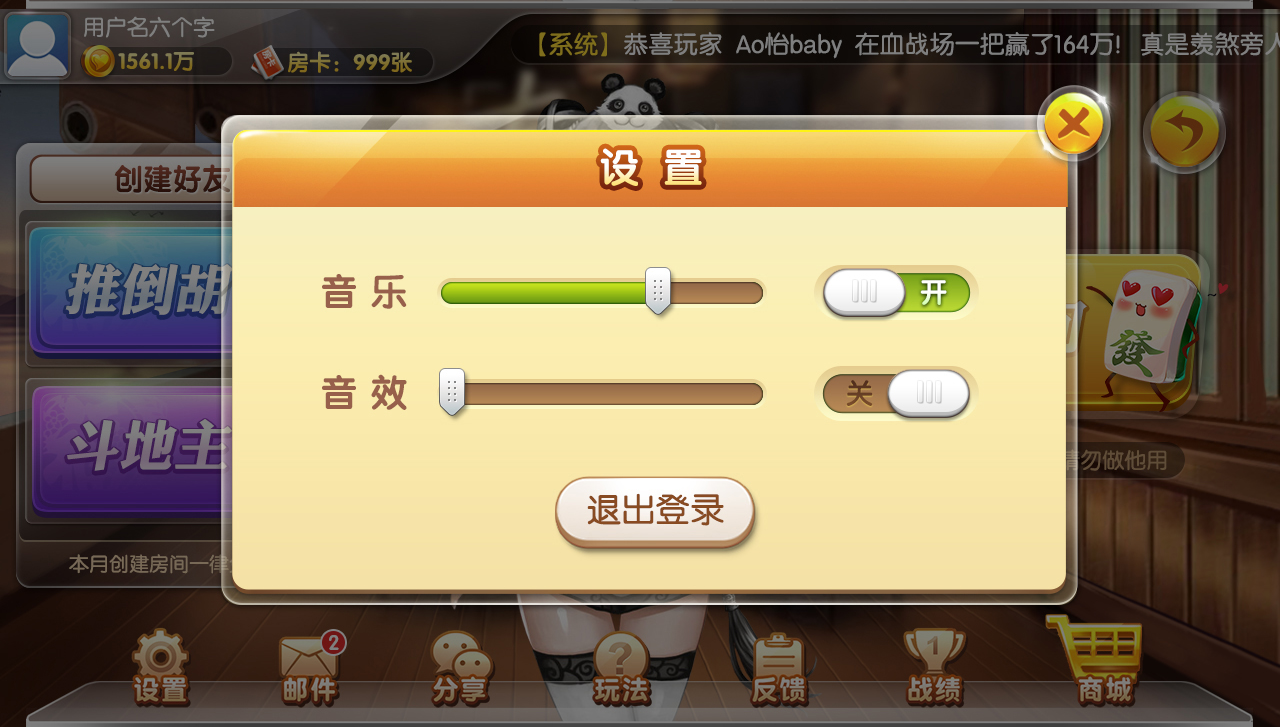 用户名六个字
【系统】恭喜玩家 Ao怡baby 在血战场一把赢了164万! 真是羡煞旁人
1561.1万
房卡：999张
设 置
创建好友
推倒胡
斗地主
音 乐
开
音 效
关
發
请勿做他用
退出登录
本月创建房间一律
2
1
?
设置
邮件
分享
玩法
反馈
战绩
商城